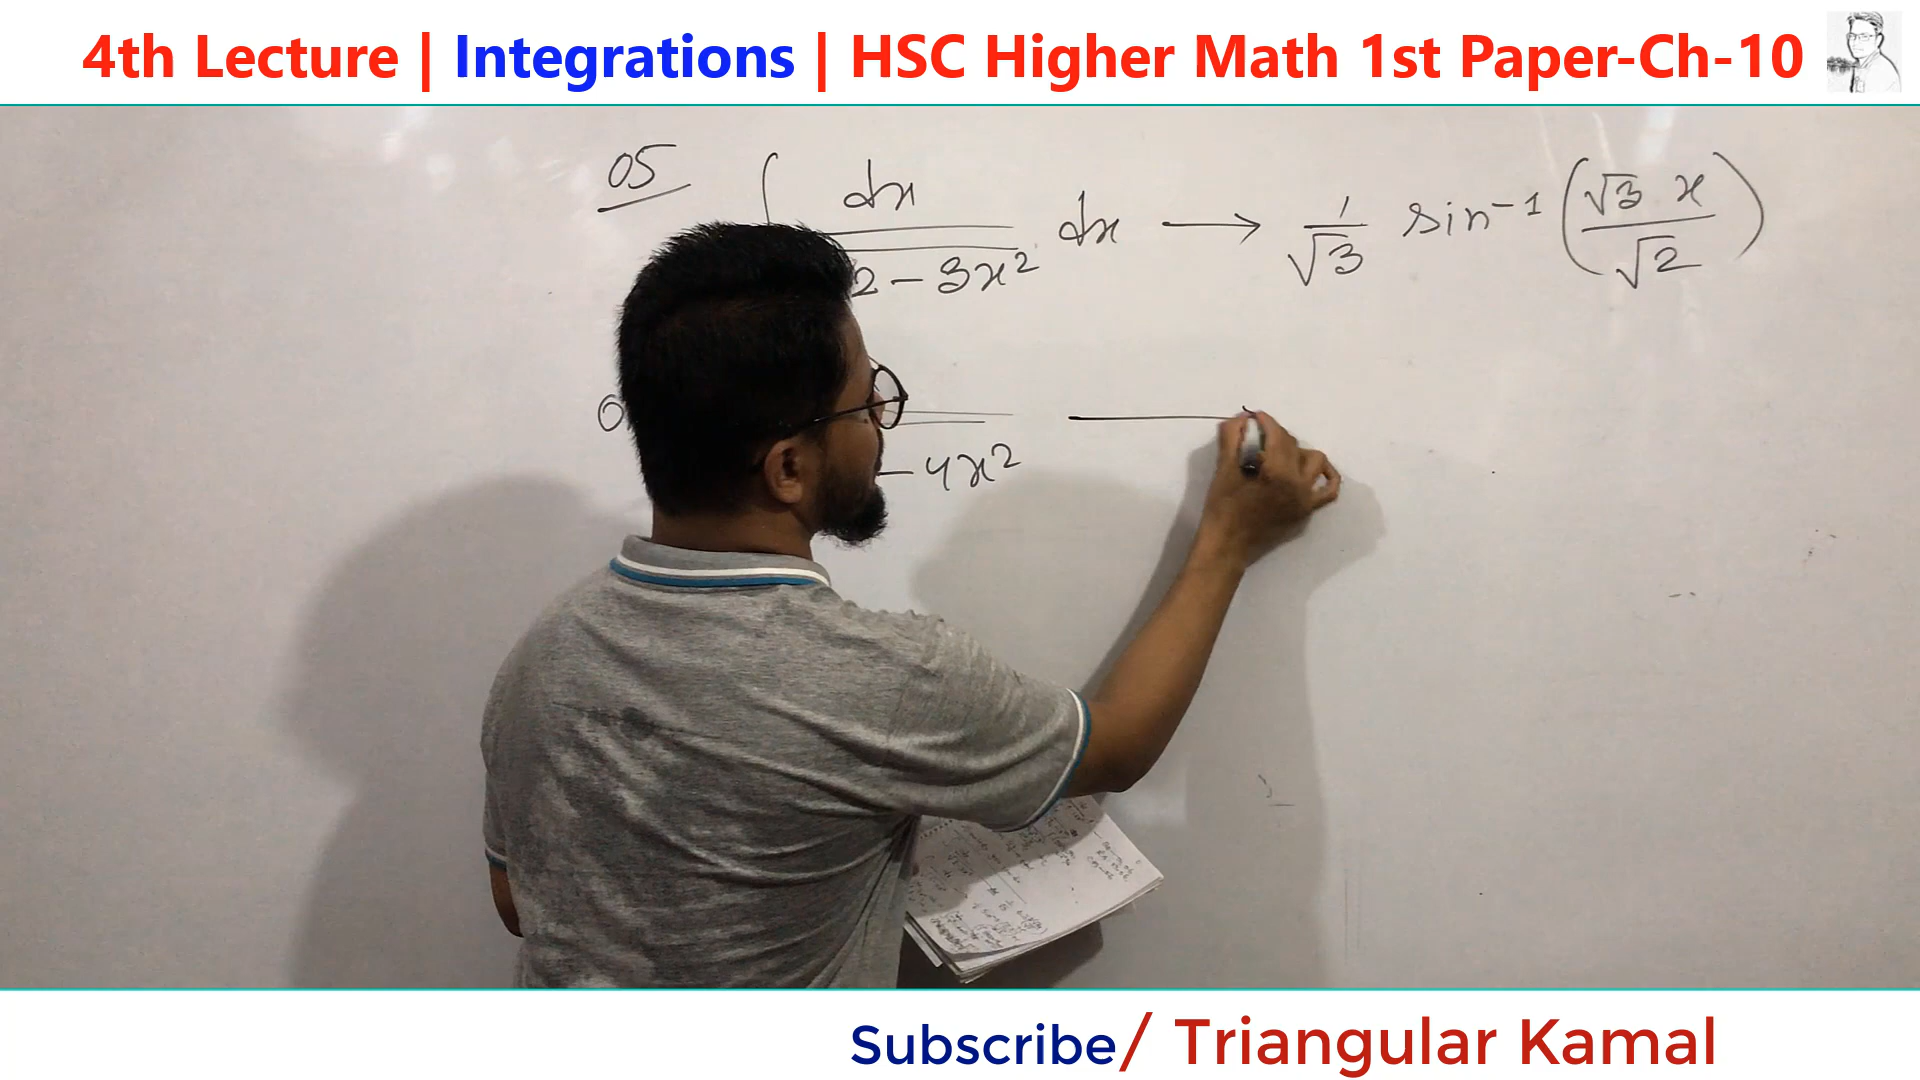 4th Lecture | Integrations | HSC Higher Math 1st Paper-Ch-10
05 ∫ dx / √2 - 3x² dx → 1/√3 sin⁻¹ (√3 x / √2)
0 - 4x²
Subscribe/ Triangular Kamal